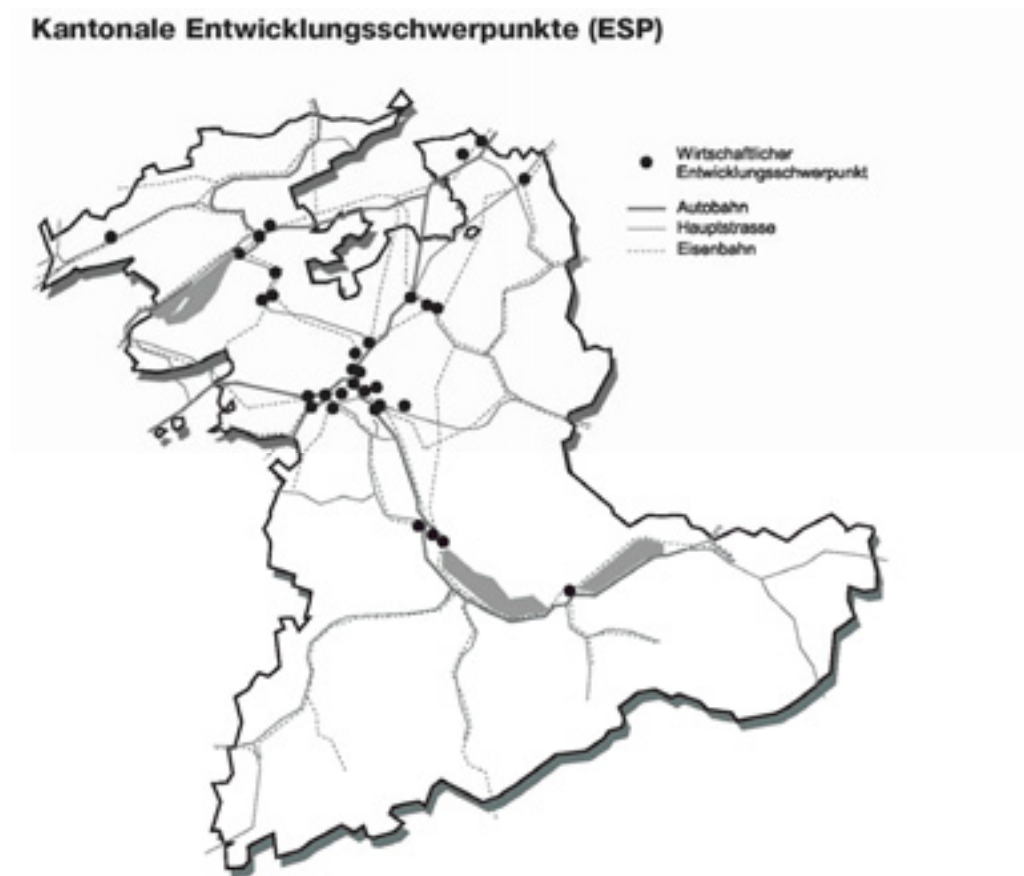 Kantonale Entwicklungsschwerpunkte (ESP)
Wirtschaftlicher
Entwicklungsschwerpunkt
Autobahn
Hauptstrasse
Eisenbahn